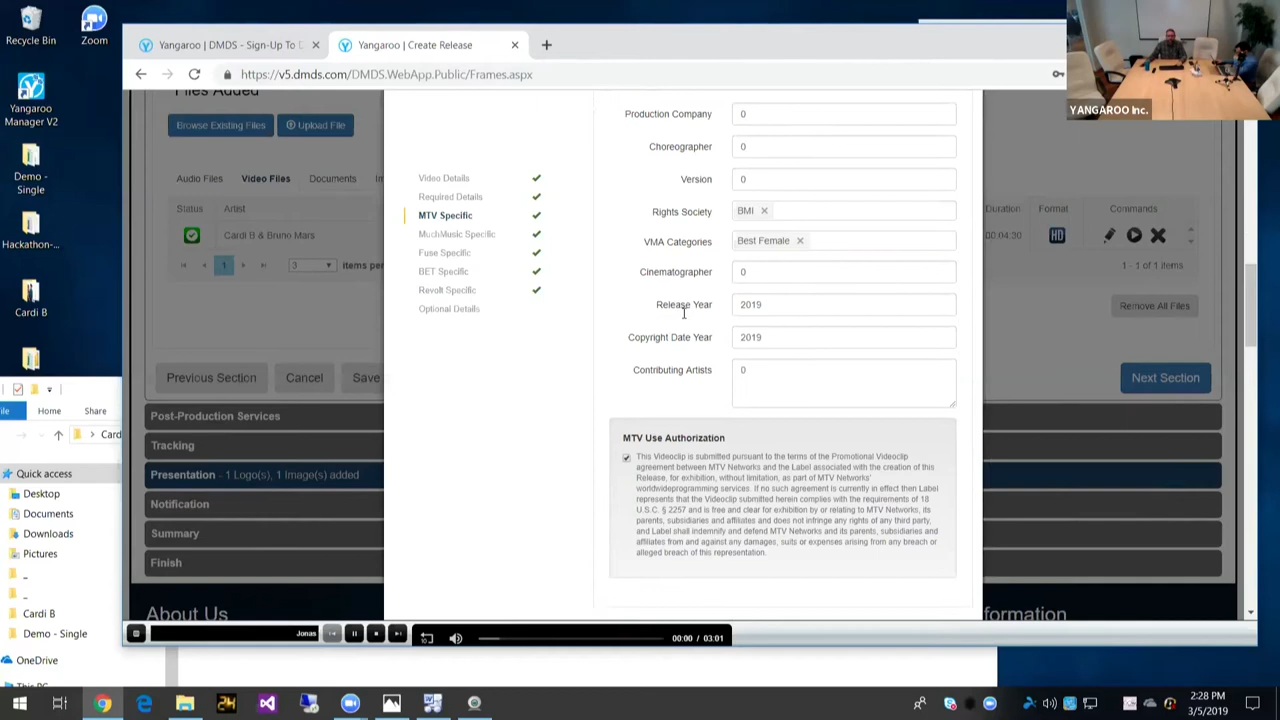 Recycle Bin
Zoom
Yangaroo
Manager V2
Demo -
Single
Hackathon-...
Cardi B
Yangaroo | DMDS - Sign-Up To
Yangaroo | Create Release
https://v5.dmds.com/DMDS.WebApp.Public/Frames.aspx
YANGAROO Inc.
Files Added
Browse Existing Files
Upload File
Audio Files
Video Files
Documents
Status
Artist
Cardi B & Bruno Mars
1
3
items per
Previous Section
Cancel
Save
Duration
Format
Commands
00:04:30
HD
1 - 1 of 1 items
Remove All Files
Next Section
Video Details
Required Details
MTV Specific
MuchMusic Specific
Fuse Specific
BET Specific
Revolt Specific
Optional Details
Production Company 0
Choreographer 0
Version 0
Rights Society BMI
VMA Categories Best Female
Cinematographer 0
Release Year 2019
Copyright Date Year 2019
Contributing Artists 0
MTV Use Authorization
This Videoclip is submitted pursuant to the terms of the Promotional Videoclip
agreement between MTV Networks and the Label associated with the creation of this
Release, for exhibition, without limitation, as part of MTV Networks'
worldwideprogramming services. If no such agreement is currently in effect then Label
represents that the Videoclip submitted herein complies with the requirements of 18
U.S.C. § 2257 and is free and clear for exhibition by or relating to MTV Networks, its
parents, subsidiaries and affiliates and does not infringe any rights of any third party,
and Label shall indemnify and defend MTV Networks and its parents, subsidiaries and
affiliates from and against any damages, suits or expenses arising from any breach or
alleged breach of this representation.
Post-Production Services
Tracking
Presentation - 1 Logo(s), 1 Image(s) added
Notification
Summary
Finish
About Us
formation
Jonas
00:00 / 03:01
Home
Share
Card
Quick access
Desktop
Documents
Downloads
Pictures
Cardi B
Demo - Single
OneDrive
2:28 PM
3/5/2019